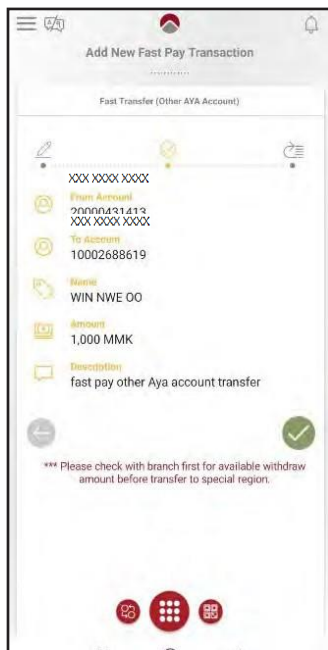 Add New Fast Pay Transaction
Fast Transfer (Other AYA Account)
XXX XXXX XXXX
From Account
20000431413
XXX XXXX XXXX
To Account
10002688619
Name
WIN NWE OO
Amount
1,000 MMK
Description
fast pay other Aya account transfer
*** Please check with branch first for available withdraw
amount before transfer to special region.